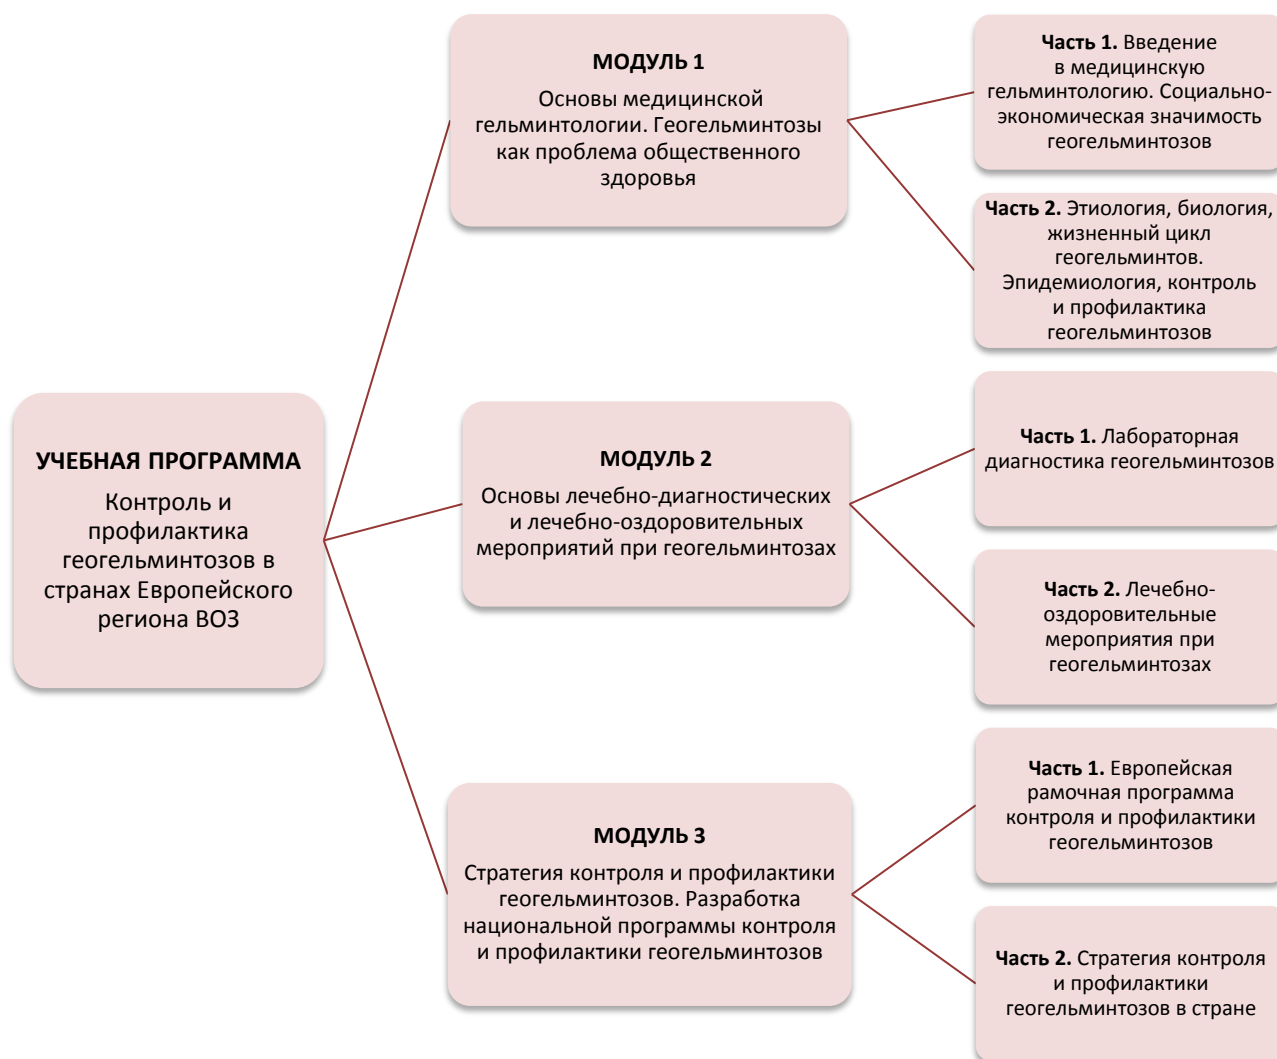 УЧЕБНАЯ ПРОГРАММА
Контроль и
профилактика
геогельминтозов в
странах Европейского
региона ВОЗ
МОДУЛЬ 1
Основы медицинской
гельминтологии. Геогельминтозы
как проблема общественного
здоровья
Часть 1. Введение
в медицинскую
гельминтологию. Социально-
экономическая значимость
геогельминтозов
Часть 2. Этиология, биология,
жизненный цикл
геогельминтов.
Эпидемиология, контроль
и профилактика
геогельминтозов
МОДУЛЬ 2
Основы лечебно-диагностических
и лечебно-оздоровительных
мероприятий при геогельминтозах
Часть 1. Лабораторная
диагностика геогельминтозов
Часть 2. Лечебно-
оздоровительные
мероприятия при
геогельминтозах
МОДУЛЬ 3
Стратегия контроля и профилактики
геогельминтозов. Разработка
национальной программы контроля
и профилактики геогельминтозов
Часть 1. Европейская
рамочная программа
контроля и профилактики
геогельминтозов
Часть 2. Стратегия контроля
и профилактики
геогельминтозов в стране